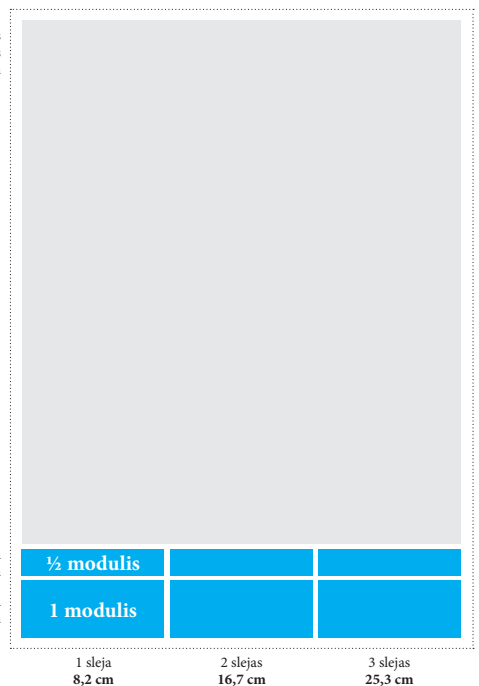 ½ modulis
1 modulis
1 sleja 2 slejas 3 slejas
8,2 cm 16,7 cm 25,3 cm